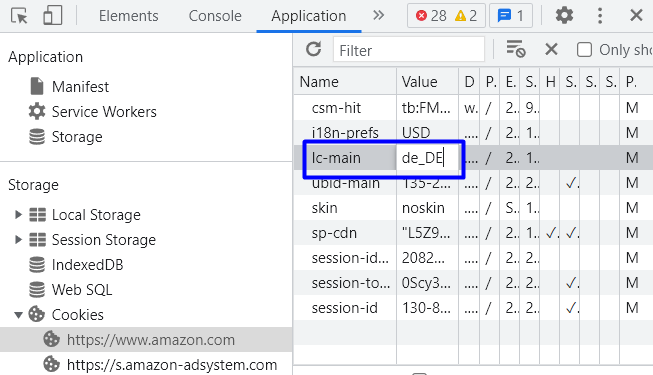 Elements Console Application » 28 2 1
Filter Only sho
Application
Manifest
Service Workers
Storage
Storage
Local Storage
Session Storage
IndexedDB
Web SQL
Cookies
https://www.amazon.com
https://s.amazon-adsystem.com
Name Value D P. E. S. H S. S. S. P.
csm-hit tb:FM... w. / 2. 9. M
i18n-prefs USD .... / 2. 1. M
lc-main de_DE .... / 2. 1. M
ubid-main 135-2... .... / 2. 1. ✓. M
skin noskin .... / S. 1. M
sp-cdn "L5Z9... .... / 2. 1. ✓. ✓. M
session-id... 2082... .... / 2. 2. M
session-to... 0Scy3... .... / 2. 2. ✓. M
session-id 130-8... .... / 2. 2. ✓. M